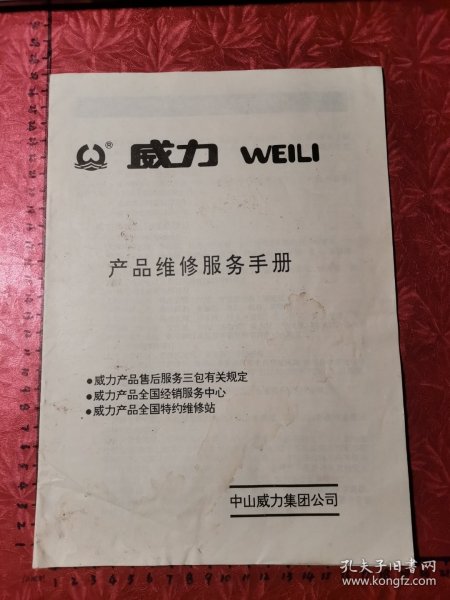 ® 威力 WEILI
产品维修服务手册
●威力产品售后服务三包有关规定
●威力产品全国经销服务中心
●威力产品全国特约维修站
中山威力集团公司
孔夫子旧书网
www.kongfz.com